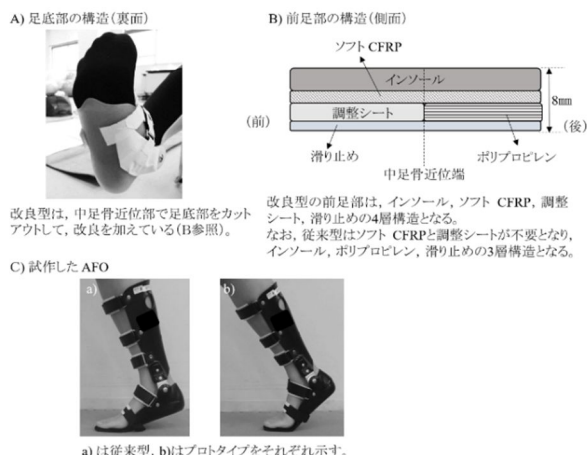 A) 足底部の構造(裏面)
B) 前足部の構造(側面)
ソフト CFRP
インソール
調整シート
8mm
(前)
(後)
滑り止め
ポリプロピレン
中足骨近位端
改良型は,中足骨近位部で足底部をカット
アウトして,改良を加えている(B参照)。
改良型の前足部は,インソール,ソフト CFRP,調整
シート,滑り止めの4層構造となる。
なお,従来型はソフト CFRPと調整シートが不要となり,
インソール,ポリプロピレン,滑り止めの3層構造となる。
C) 試作した AFO
a)
b)
a) は従来型,b)はプロトタイプをそれぞれ示す。